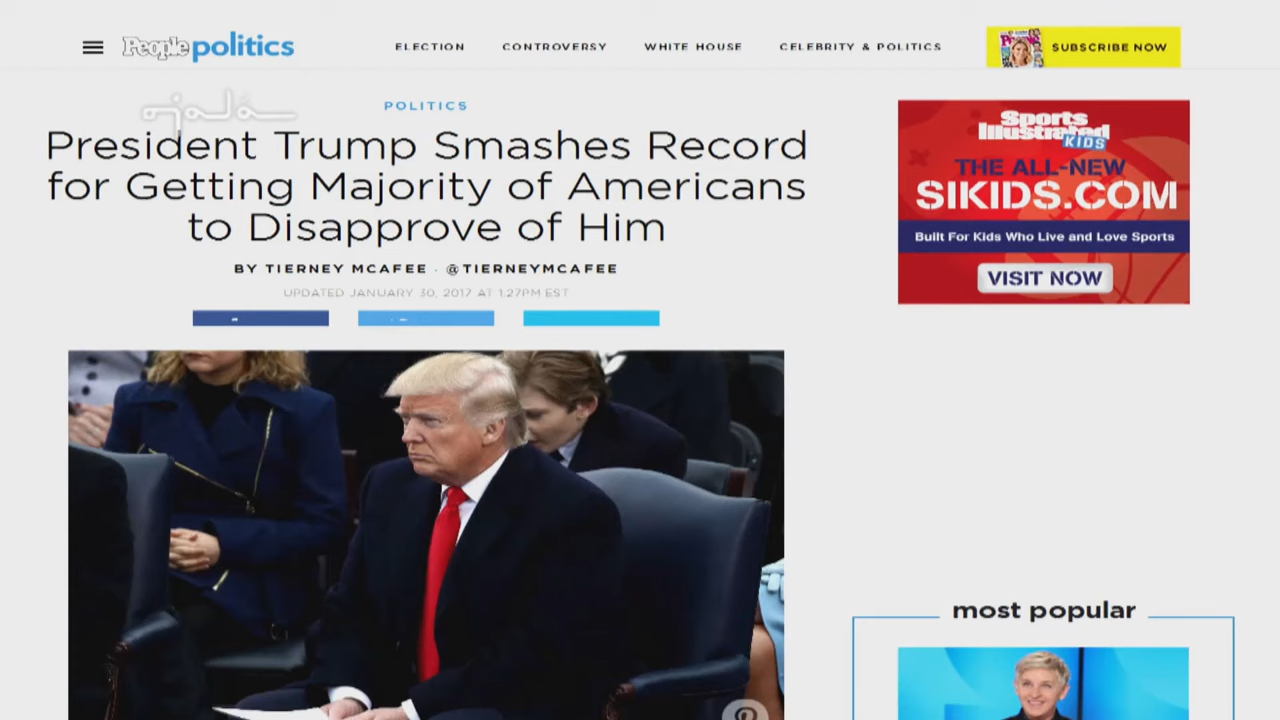 People politics
ELECTION
CONTROVERSY
WHITE HOUSE
CELEBRITY & POLITICS
SUBSCRIBE NOW
ojala
POLITICS
President Trump Smashes Record
for Getting Majority of Americans
to Disapprove of Him
BY TIERNEY MCAFEE · @TIERNEYMCAFEE
UPDATED JANUARY 30, 2017 AT 1:27PM EST
Sports
Illustrated
KIDS
THE ALL-NEW
SIKIDS.COM
Built For Kids Who Live and Love Sports
VISIT NOW
most popular